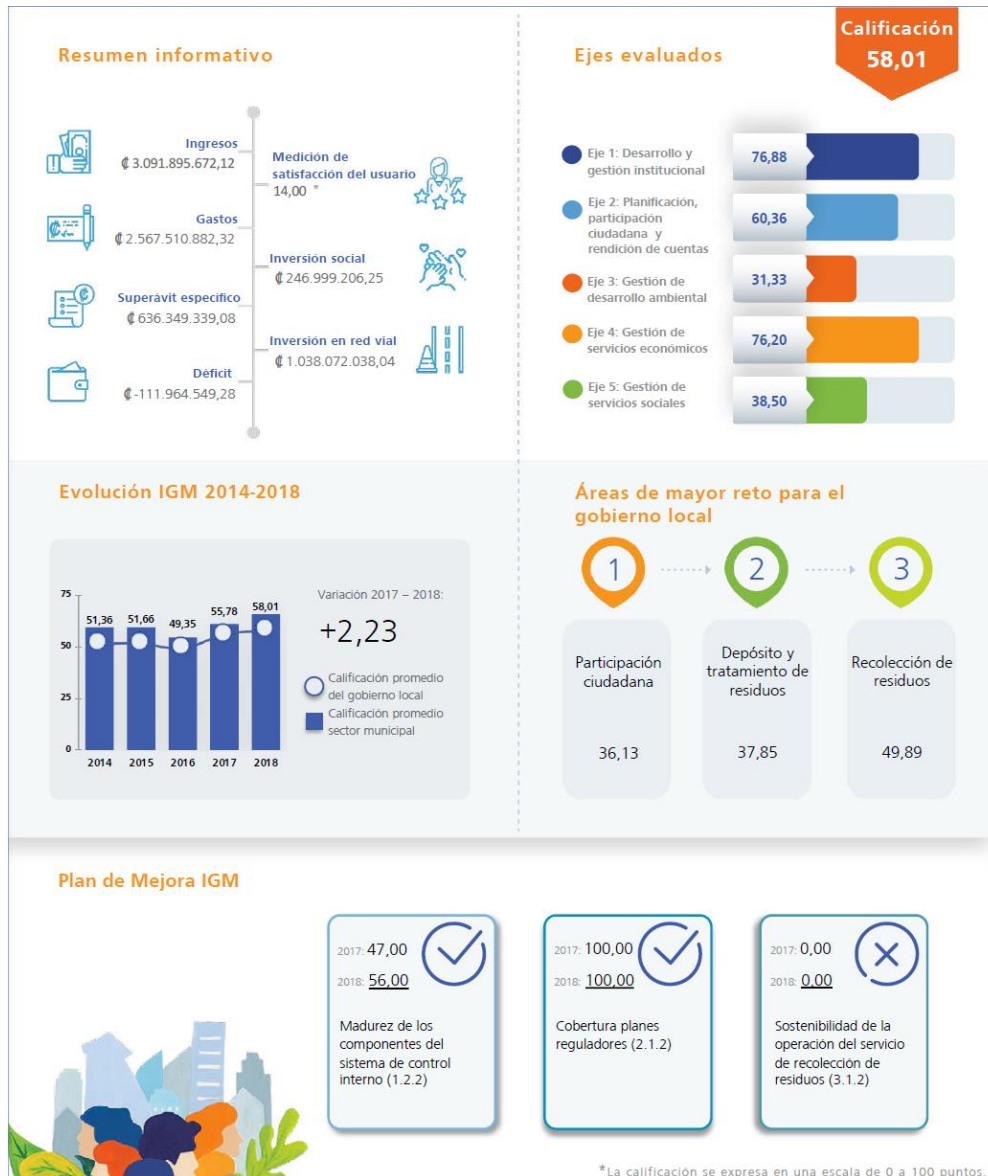 Resumen informativo
Ingresos
₡ 3.091.895.672,12
Medición de
satisfacción del usuario
14,00 *
Gastos
₡ 2.567.510.882,32
Inversión social
₡ 246.999.206,25
Superávit específico
₡ 636.349.339,08
Inversión en red vial
₡ 1.038.072.038,04
Déficit
₡ -111.964.549,28
Ejes evaluados
Calificación
58,01
Eje 1: Desarrollo y
gestión institucional
76,88
Eje 2: Planificación,
participación
ciudadana y
rendición de cuentas
60,36
Eje 3: Gestión de
desarrollo ambiental
31,33
Eje 4: Gestión de
servicios económicos
76,20
Eje 5: Gestión de
servicios sociales
38,50
Evolución IGM 2014-2018
75
50
25
0
51,36
51,66
49,35
55,78
58,01
2014 2015 2016 2017 2018
Variación 2017 – 2018:
+2,23
Calificación promedio
del gobierno local
Calificación promedio
sector municipal
Áreas de mayor reto para el
gobierno local
1
Participación
ciudadana
36,13
2
Depósito y
tratamiento de
residuos
37,85
3
Recolección de
residuos
49,89
Plan de Mejora IGM
2017: 47,00
2018: 56,00
Madurez de los
componentes del
sistema de control
interno (1.2.2)
2017: 100,00
2018: 100,00
Cobertura planes
reguladores (2.1.2)
2017: 0,00
2018: 0,00
Sostenibilidad de la
operación del servicio
de recolección de
residuos (3.1.2)
*La calificación se expresa en una escala de 0 a 100 puntos